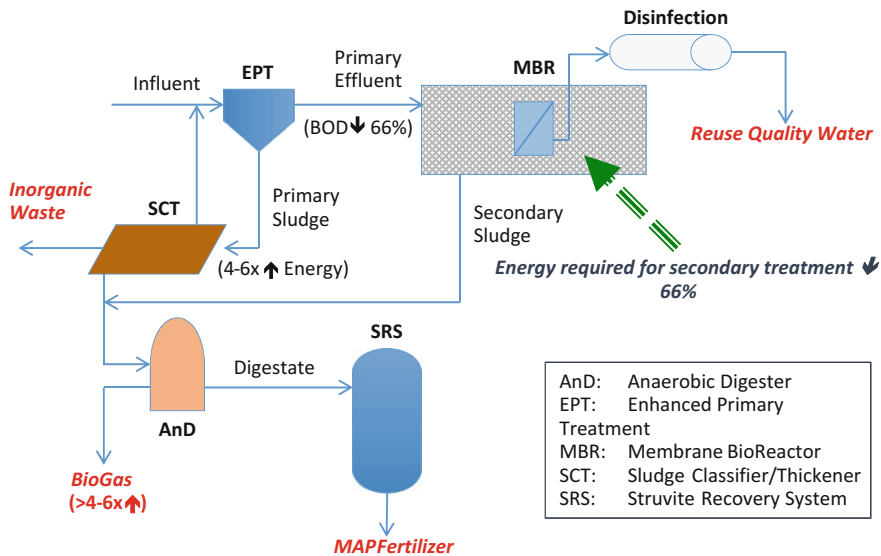 Disinfection
Primary
Effluent
EPT
MBR
Influent
(BOD 66%)
Reuse Quality Water
Inorganic
Waste
SCT
Primary
Sludge
Secondary
Sludge
(4-6x Energy)
Energy required for secondary treatment
66%
SRS
Digestate
AnD
BioGas
(>4-6x)
MAPFertilizer
AnD: Anaerobic Digester
EPT: Enhanced Primary
Treatment
MBR: Membrane BioReactor
SCT: Sludge Classifier/Thickener
SRS: Struvite Recovery System